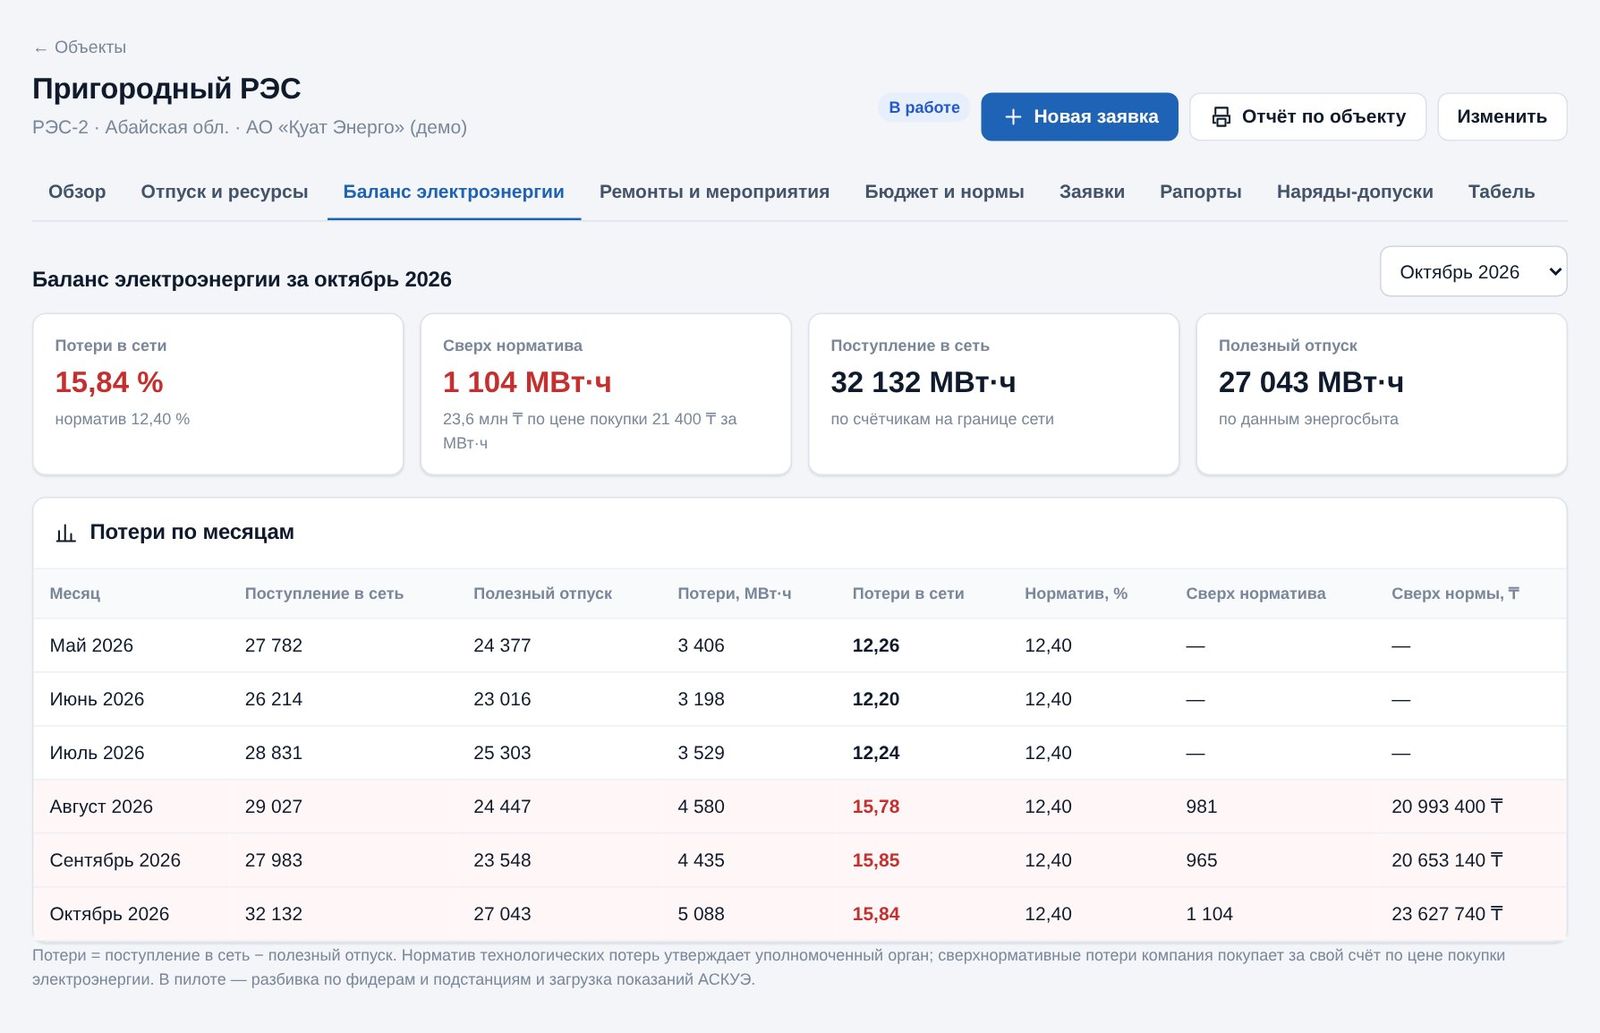 ← Объекты
Пригородный РЭС
РЭС-2 · Абайская обл. · АО «Қуат Энерго» (демо)
В работе
Новая заявка
Отчёт по объекту
Изменить
Обзор Отпуск и ресурсы Баланс электроэнергии Ремонты и мероприятия Бюджет и нормы Заявки Рапорты Наряды-допуски Табель
Баланс электроэнергии за октябрь 2026
Октябрь 2026
Потери в сети
15,84 %
норматив 12,40 %
Сверх норматива
1 104 МВт·ч
23,6 млн ₸ по цене покупки 21 400 ₸ за
МВт·ч
Поступление в сеть
32 132 МВт·ч
по счётчикам на границе сети
Полезный отпуск
27 043 МВт·ч
по данным энергосбыта
Потери по месяцам
Месяц Поступление в сеть Полезный отпуск Потери, МВт·ч Потери в сети Норматив, % Сверх норматива Сверх нормы, ₸
Май 2026 27 782 24 377 3 406 12,26 12,40 — —
Июнь 2026 26 214 23 016 3 198 12,20 12,40 — —
Июль 2026 28 831 25 303 3 529 12,24 12,40 — —
Август 2026 29 027 24 447 4 580 15,78 12,40 981 20 993 400 ₸
Сентябрь 2026 27 983 23 548 4 435 15,85 12,40 965 20 653 140 ₸
Октябрь 2026 32 132 27 043 5 088 15,84 12,40 1 104 23 627 740 ₸
Потери = поступление в сеть − полезный отпуск. Норматив технологических потерь утверждает уполномоченный орган; сверхнормативные потери компания покупает за свой счёт по цене покупки
электроэнергии. В пилоте — разбивка по фидерам и подстанциям и загрузка показаний АСКУЭ.